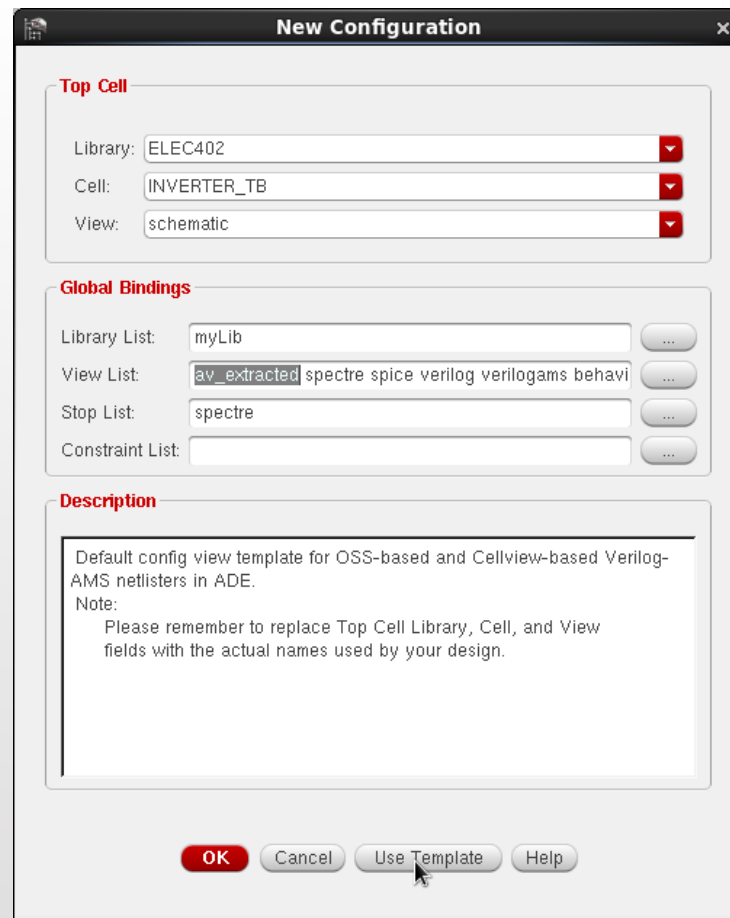 New Configuration
Top Cell
Library: ELEC402
Cell: INVERTER_TB
View: schematic
Global Bindings
Library List: myLib ...
View List: av_extracted spectre spice verilog verilogams behavi ...
Stop List: spectre ...
Constraint List: ...
Description
Default config view template for OSS-based and Cellview-based Verilog-
AMS netlisters in ADE.
Note:
Please remember to replace Top Cell Library, Cell, and View
fields with the actual names used by your design.
OK Cancel Use Template Help